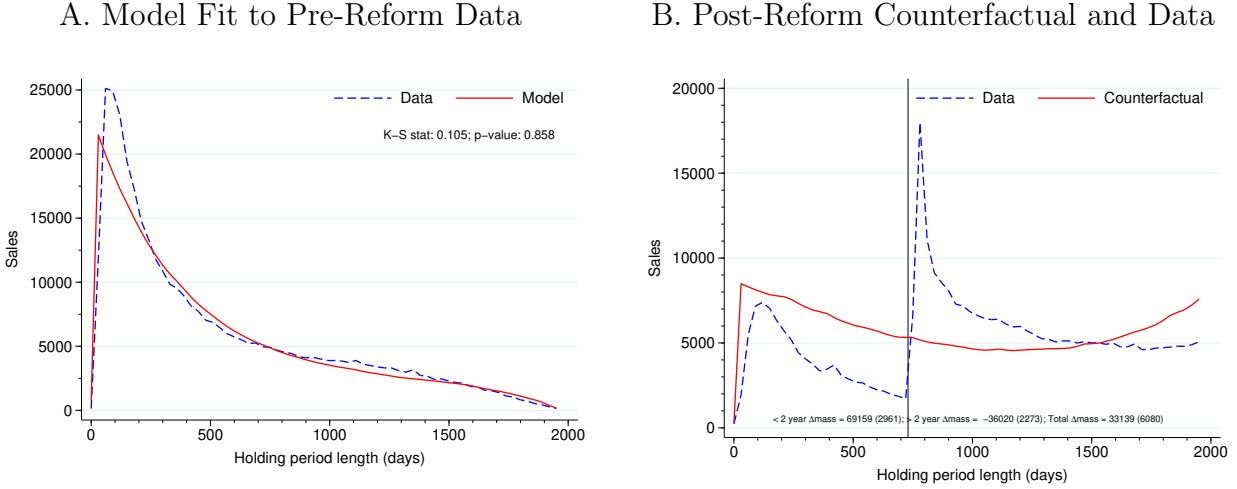 A. Model Fit to Pre-Reform Data
25000
20000
15000
10000
5000
0
Sales
Data
Model
K−S stat: 0.105; p−value: 0.858
0 500 1000 1500 2000
Holding period length (days)
B. Post-Reform Counterfactual and Data
20000
15000
10000
5000
0
Sales
Data
Counterfactual
< 2 year Δmass = 69159 (2961); > 2 year Δmass = −36020 (2273); Total Δmass = 33139 (6080)
0 500 1000 1500 2000
Holding period length (days)